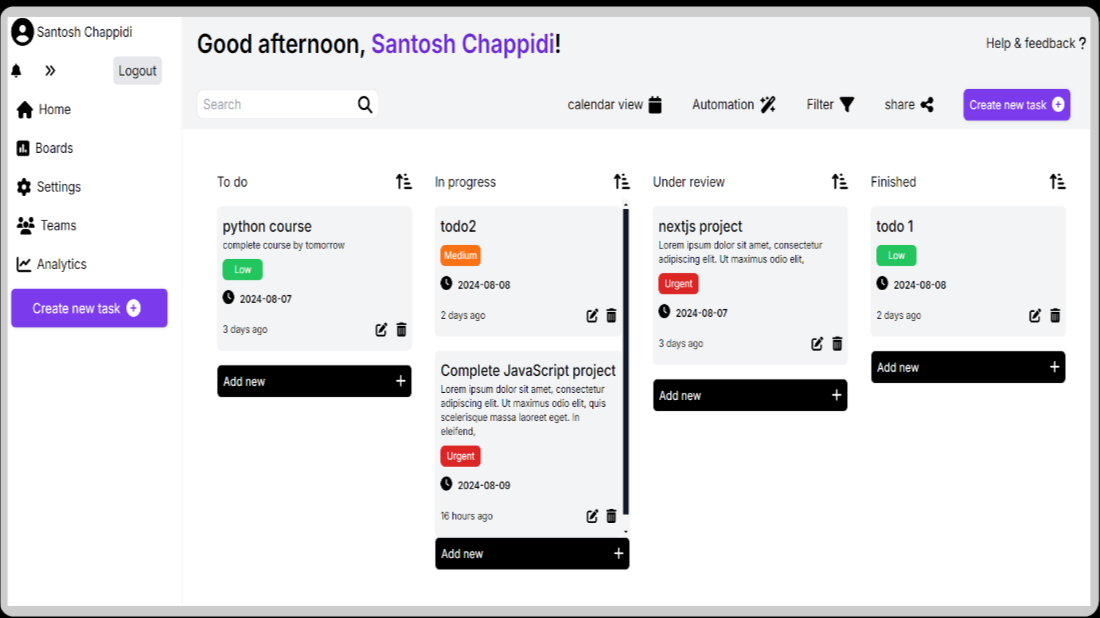 Santosh Chappidi
Logout
Home
Boards
Settings
Teams
Analytics
Create new task
Good afternoon, Santosh Chappidi!
Help & feedback ?
Search
calendar view
Automation
Filter
share
Create new task
To do
python course
complete course by tomorrow
Low
2024-08-07
3 days ago
Add new
In progress
todo2
Medium
2024-08-08
2 days ago
Complete JavaScript project
Lorem ipsum dolor sit amet, consectetur
adipiscing elit. Ut maximus odio elit, quis
scelerisque massa laoreet eget. In
eleifend,
Urgent
2024-08-09
16 hours ago
Add new
Under review
nextjs project
Lorem ipsum dolor sit amet, consectetur
adipiscing elit. Ut maximus odio elit,
Urgent
2024-08-07
3 days ago
Add new
Finished
todo 1
Low
2024-08-08
2 days ago
Add new